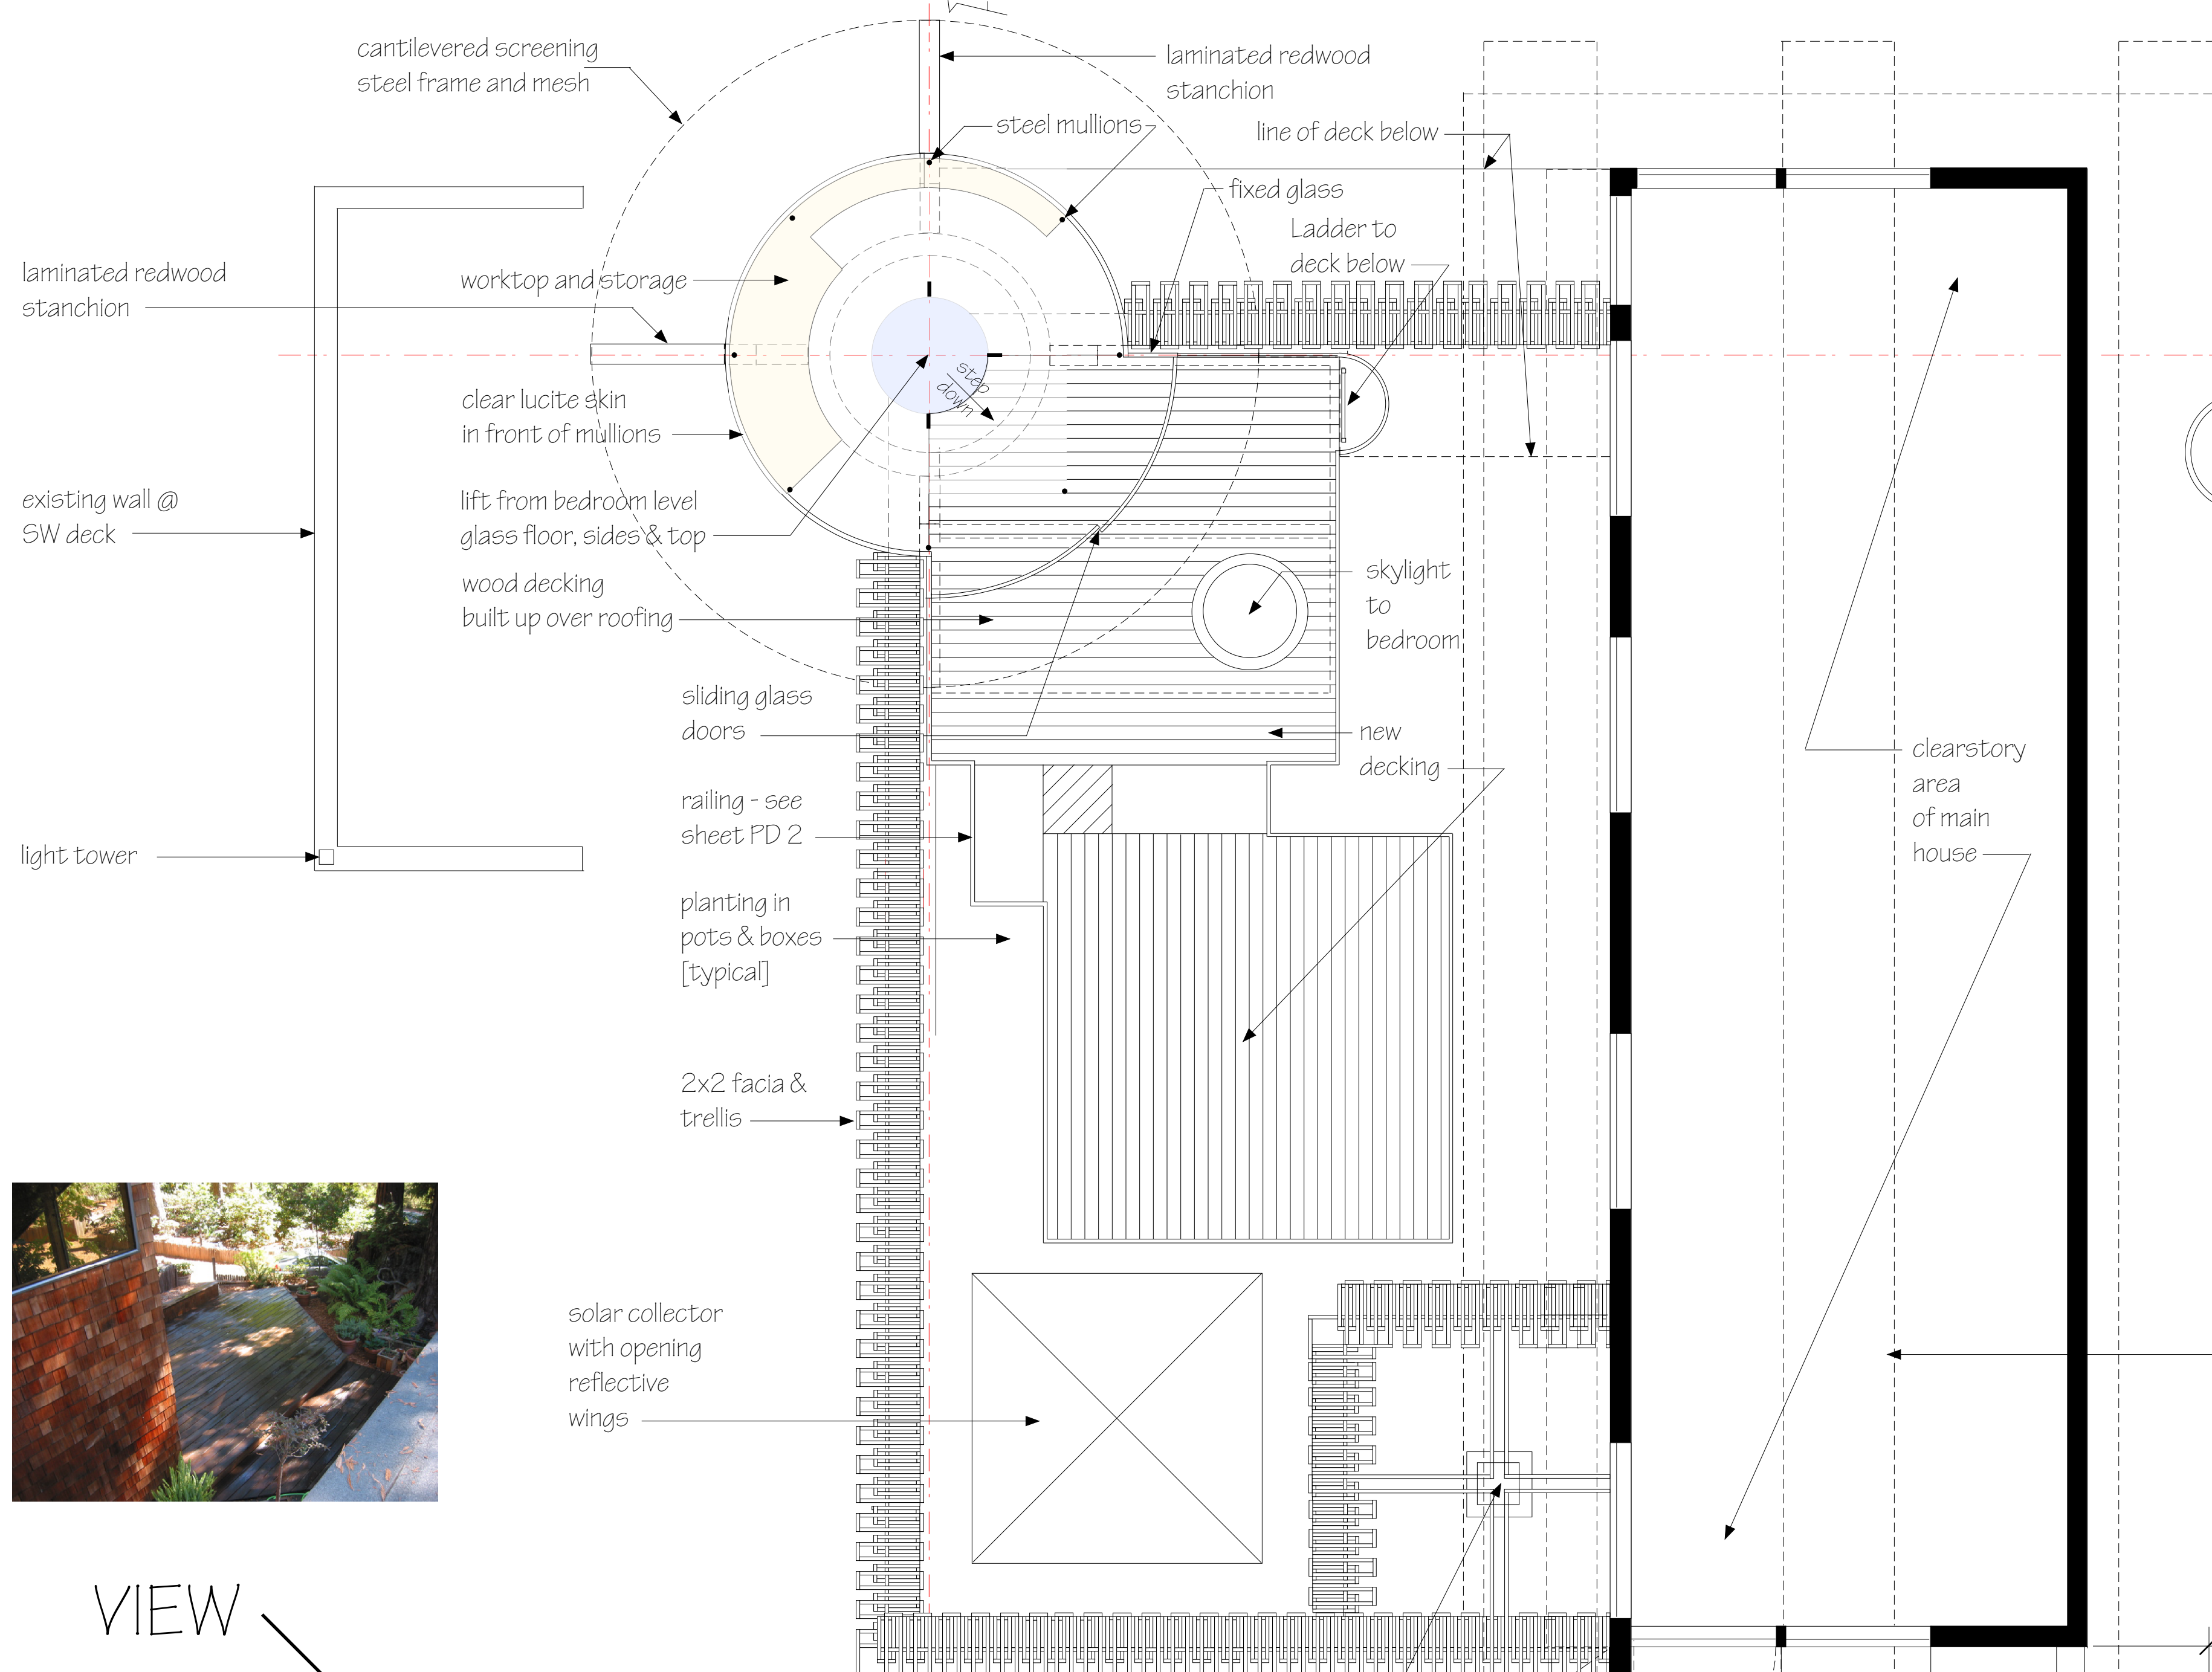 cantilevered screening
steel frame and mesh
laminated redwood
stanchion
steel mullions
line of deck below
fixed glass
Ladder to
deck below
laminated redwood
stanchion
worktop and storage
step
down
clear lucite skin
in front of mullions
existing wall @
SW deck
lift from bedroom level
glass floor, sides & top
wood decking
built up over roofing
skylight
to
bedroom
sliding glass
doors
new
decking
clearstory
area
of main
house
railing - see
sheet PD 2
light tower
planting in
pots & boxes
[typical]
2x2 facia &
trellis
solar collector
with opening
reflective
wings
VIEW